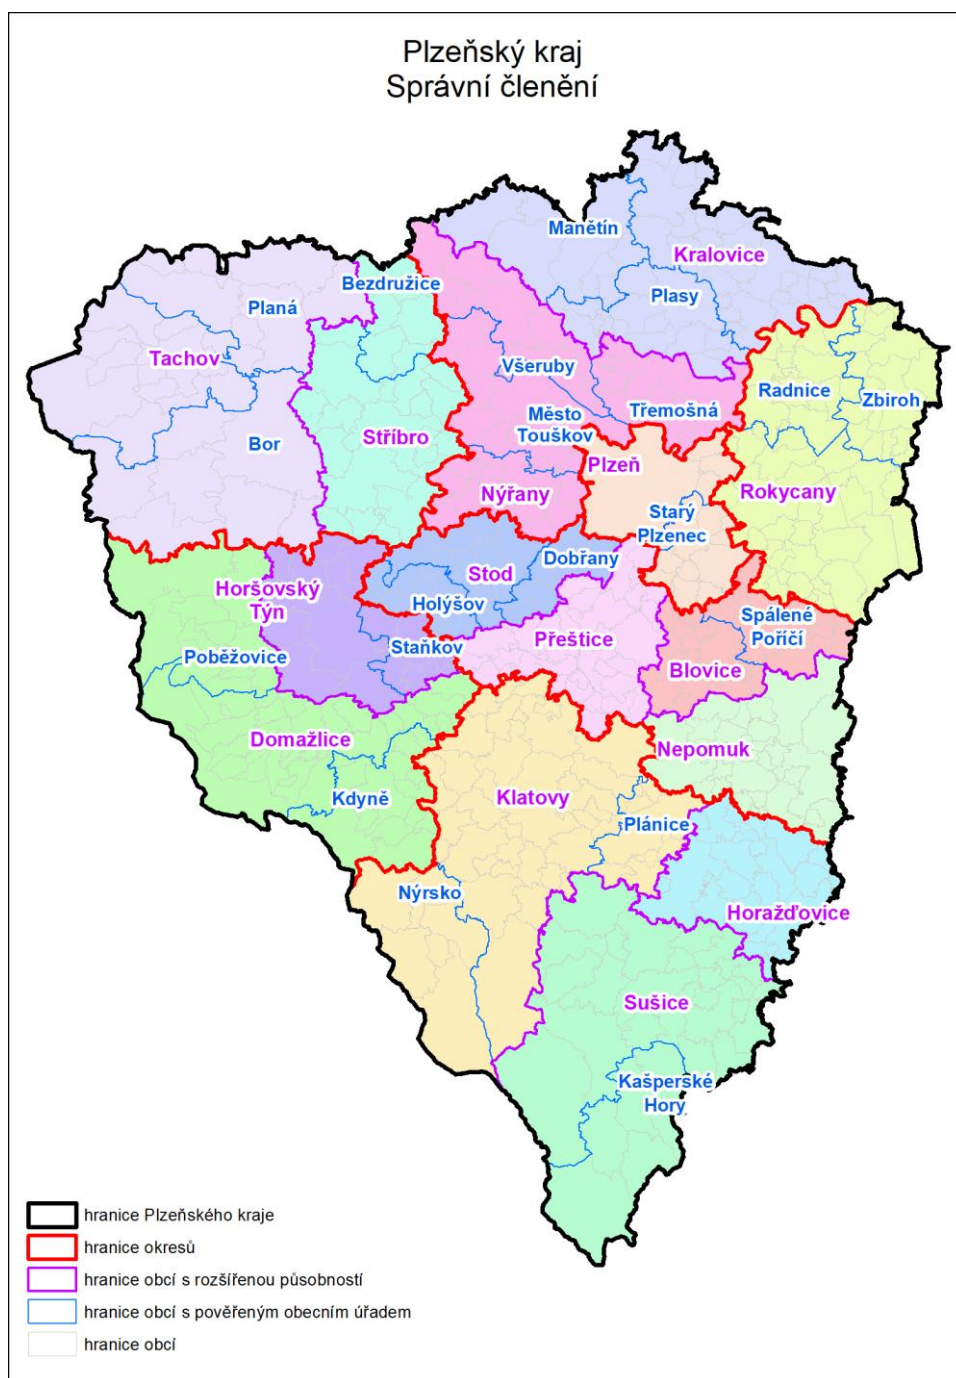 Plzeňský kraj
Správní členění
Manětín
Kralovice
Bezdružice
Planá
Plasy
Tachov
Všeruby
Radnice
Zbiroh
Město
Touškov
Třemošná
Bor
Stříbro
Plzeň
Nýřany
Rokycany
Starý
Plzenec
Dobřany
Stod
Horšovský
Týn
Holýšov
Spálené
Poříčí
Přeštice
Staňkov
Poběžovice
Blovice
Domažlice
Nepomuk
Kdyně
Klatovy
Plánice
Nýrsko
Horažďovice
Sušice
Kašperské
Hory
hranice Plzeňského kraje
hranice okresů
hranice obcí s rozšířenou působností
hranice obcí s pověřeným obecním úřadem
hranice obcí